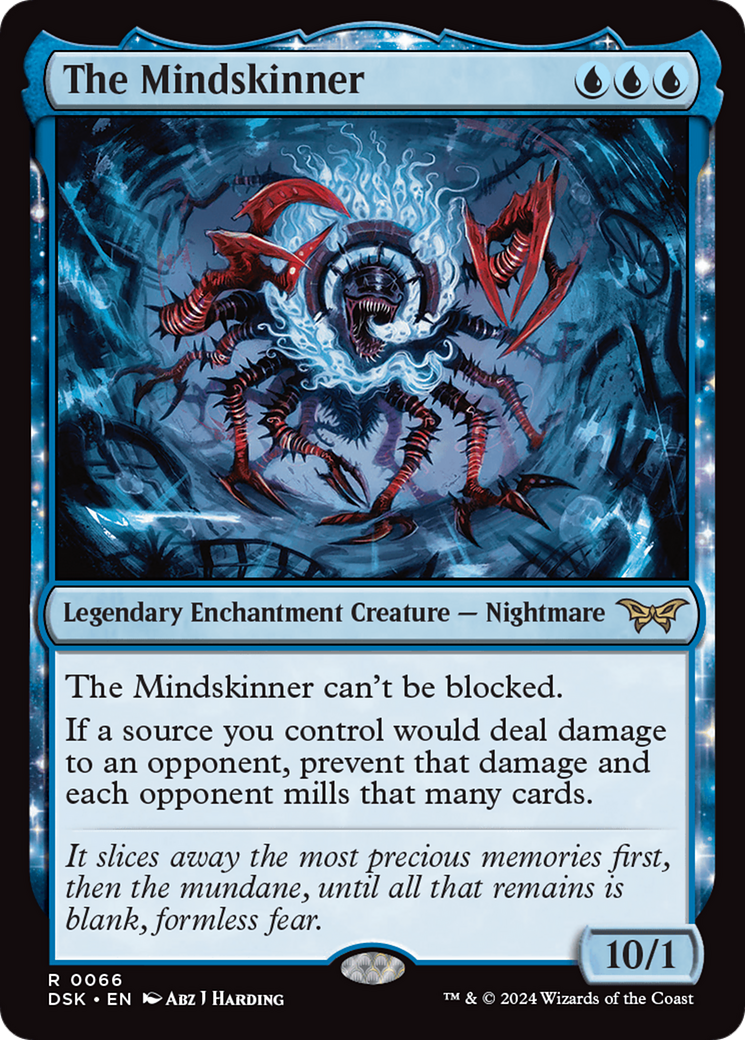 The Mindskinner
Legendary Enchantment Creature — Nightmare
The Mindskinner can't be blocked.
If a source you control would deal damage
to an opponent, prevent that damage and
each opponent mills that many cards.
It slices away the most precious memories first,
then the mundane, until all that remains is
blank, formless fear.
10/1
R 0066
DSK • EN Abz J Harding
™ & © 2024 Wizards of the Coast